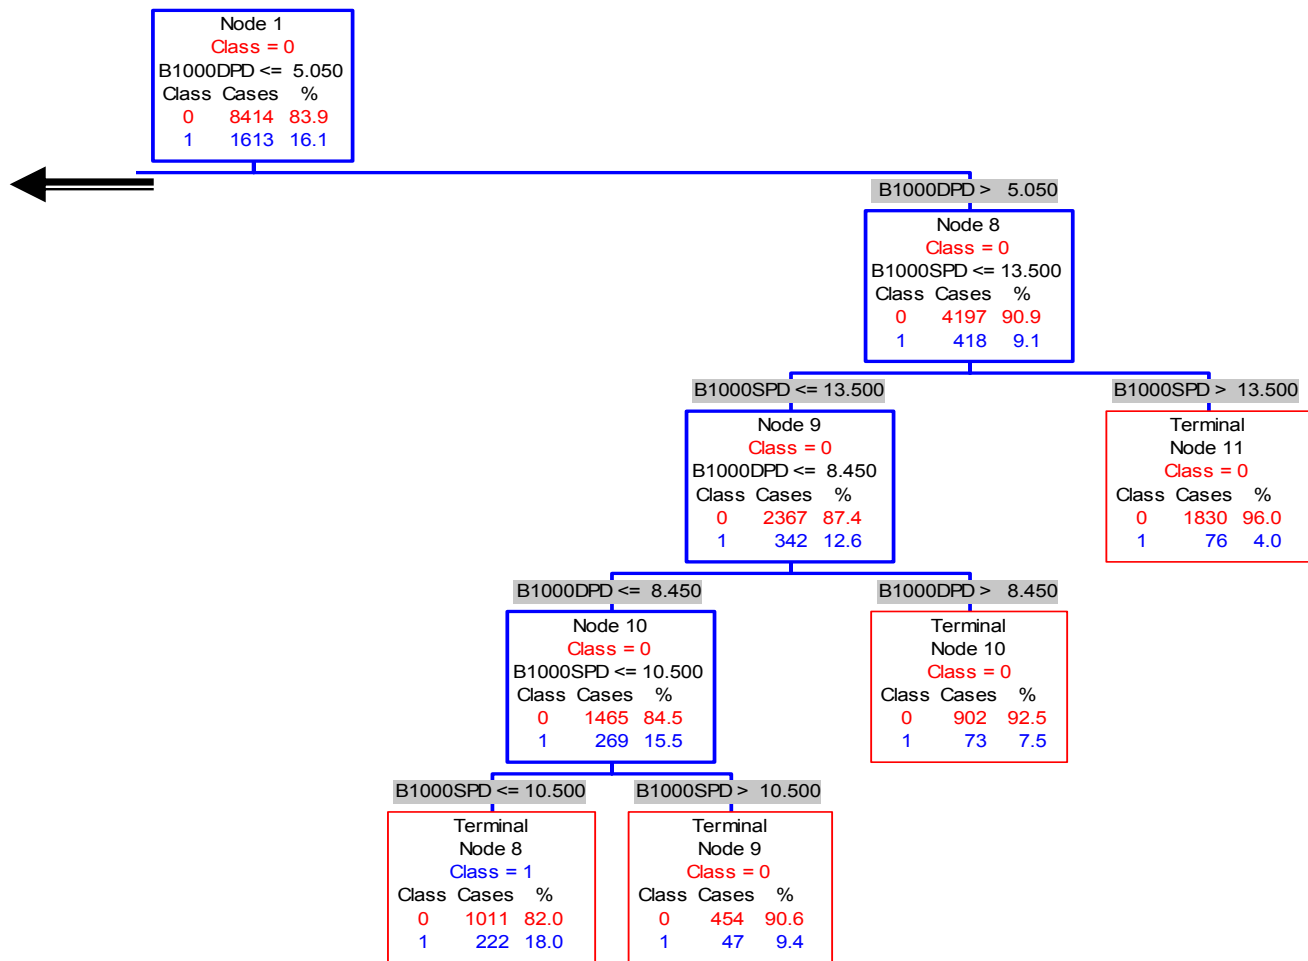 Node 1
Class = 0
B1000DPD <= 5.050
Class Cases %
0 8414 83.9
1 1613 16.1
B1000DPD > 5.050
Node 8
Class = 0
B1000SPD <= 13.500
Class Cases %
0 4197 90.9
1 418 9.1
B1000SPD <= 13.500
Node 9
Class = 0
B1000DPD <= 8.450
Class Cases %
0 2367 87.4
1 342 12.6
B1000SPD > 13.500
Terminal
Node 11
Class = 0
Class Cases %
0 1830 96.0
1 76 4.0
B1000DPD <= 8.450
Node 10
Class = 0
B1000SPD <= 10.500
Class Cases %
0 1465 84.5
1 269 15.5
B1000DPD > 8.450
Terminal
Node 10
Class = 0
Class Cases %
0 902 92.5
1 73 7.5
B1000SPD <= 10.500
Terminal
Node 8
Class = 1
Class Cases %
0 1011 82.0
1 222 18.0
B1000SPD > 10.500
Terminal
Node 9
Class = 0
Class Cases %
0 454 90.6
1 47 9.4